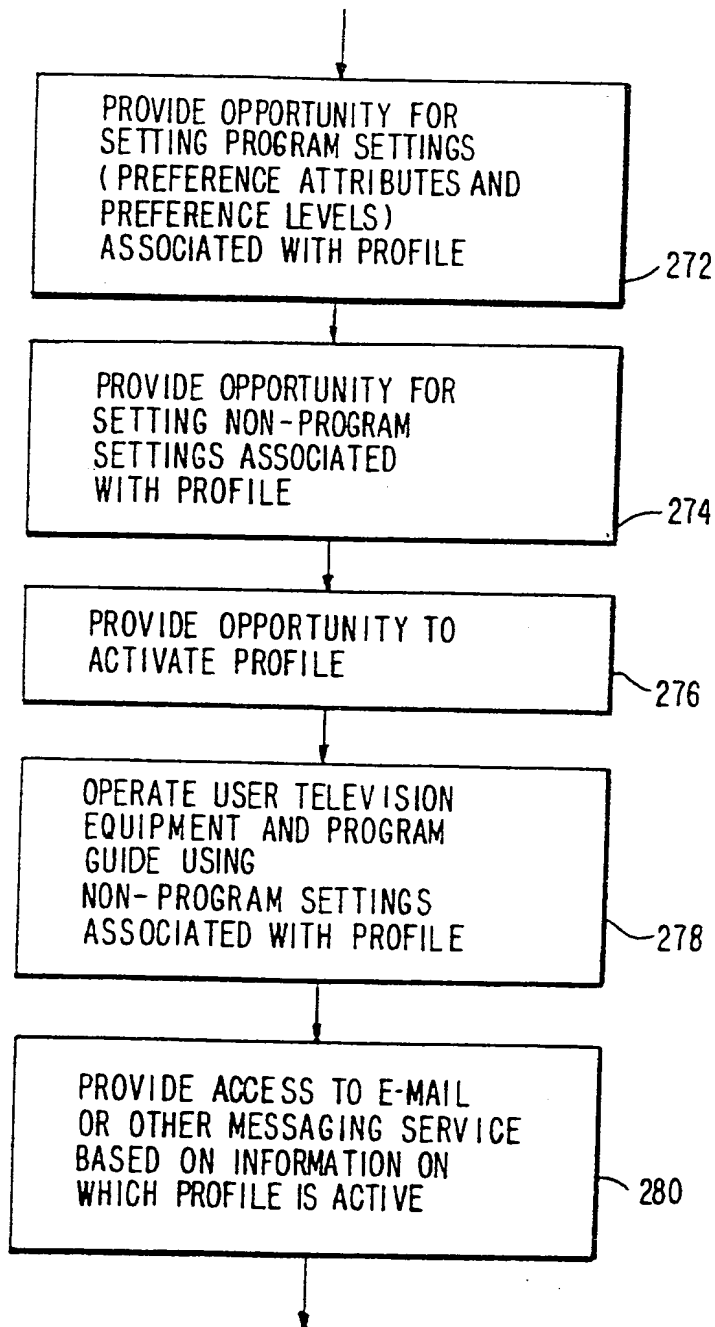 PROVIDE OPPORTUNITY FOR
SETTING PROGRAM SETTINGS
(PREFERENCE ATTRIBUTES AND
PREFERENCE LEVELS)
ASSOCIATED WITH PROFILE
272
PROVIDE OPPORTUNITY FOR
SETTING NON-PROGRAM
SETTINGS ASSOCIATED
WITH PROFILE
274
PROVIDE OPPORTUNITY TO
ACTIVATE PROFILE
276
OPERATE USER TELEVISION
EQUIPMENT AND PROGRAM
GUIDE USING
NON-PROGRAM SETTINGS
ASSOCIATED WITH PROFILE
278
PROVIDE ACCESS TO E-MAIL
OR OTHER MESSAGING SERVICE
BASED ON INFORMATION ON
WHICH PROFILE IS ACTIVE
280